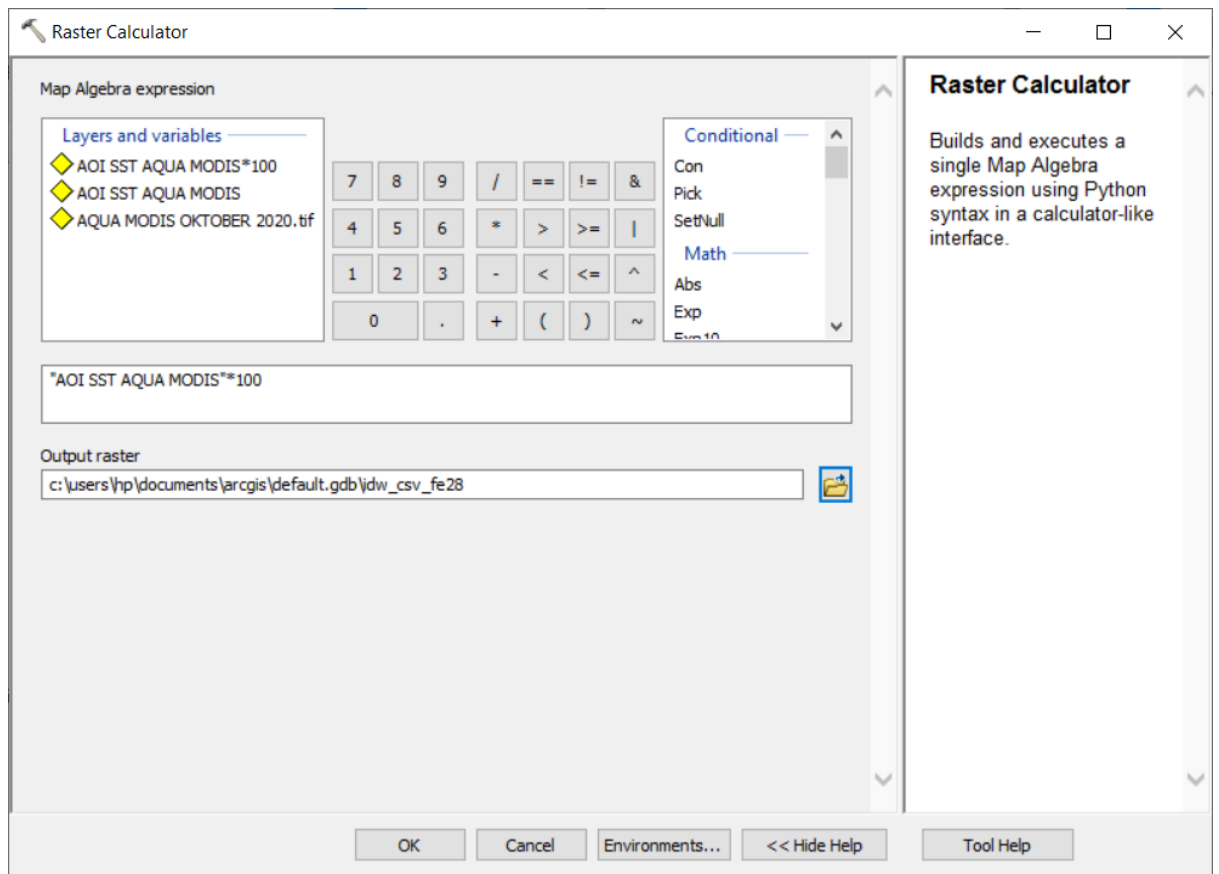 Raster Calculator
Map Algebra expression
Layers and variables
AOI SST AQUA MODIS*100
AOI SST AQUA MODIS
AQUA MODIS OKTOBER 2020.tif
7 8 9 / == != &
4 5 6 * > >= |
1 2 3 - < <= ^
0 . + ( ) ~
Conditional
Con
Pick
SetNull
Math
Abs
Exp
Exp10
"AOI SST AQUA MODIS"*100
Output raster
c:\users\hp\documents\arcgis\default.gdb\idw_csv_fe28
OK Cancel Environments... << Hide Help
Raster Calculator
Builds and executes a
single Map Algebra
expression using Python
syntax in a calculator-like
interface.
Tool Help